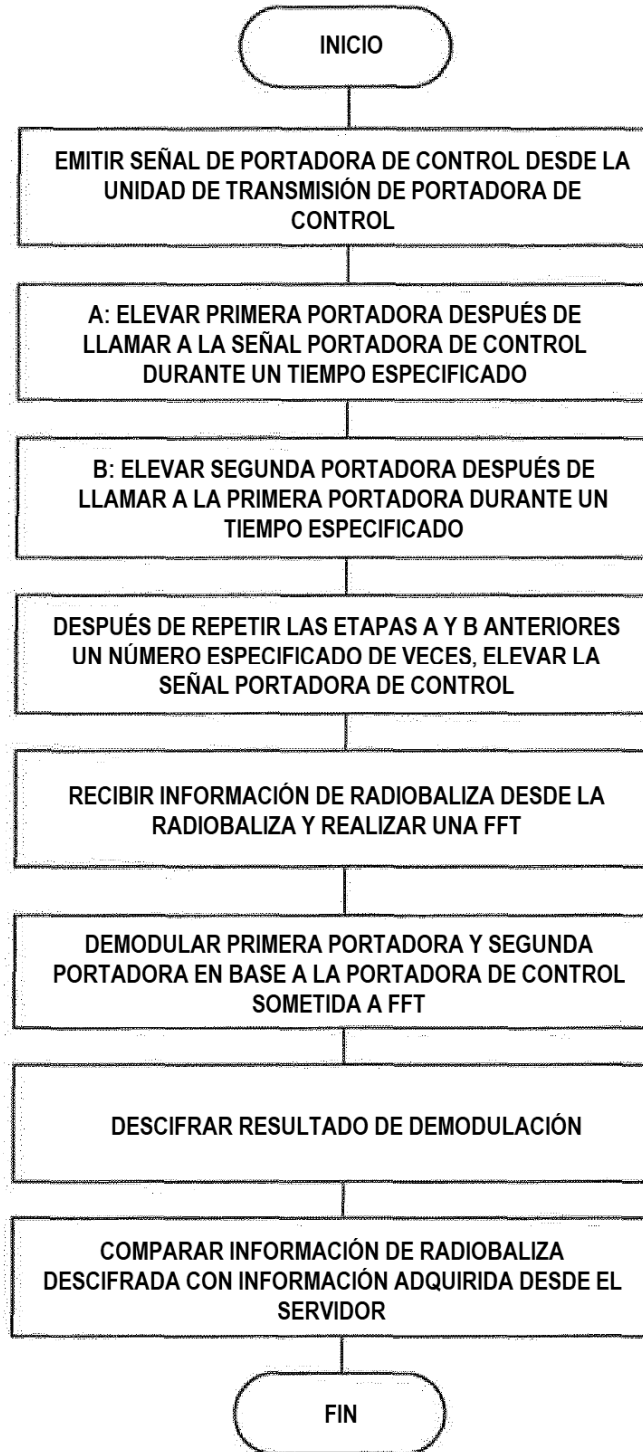 INICIO
EMITIR SEÑAL DE PORTADORA DE CONTROL DESDE LA
UNIDAD DE TRANSMISIÓN DE PORTADORA DE
CONTROL
A: ELEVAR PRIMERA PORTADORA DESPUÉS DE
LLAMAR A LA SEÑAL PORTADORA DE CONTROL
DURANTE UN TIEMPO ESPECIFICADO
B: ELEVAR SEGUNDA PORTADORA DESPUÉS DE
LLAMAR A LA PRIMERA PORTADORA DURANTE UN
TIEMPO ESPECIFICADO
DESPUÉS DE REPETIR LAS ETAPAS A Y B ANTERIORES
UN NÚMERO ESPECIFICADO DE VECES, ELEVAR LA
SEÑAL PORTADORA DE CONTROL
RECIBIR INFORMACIÓN DE RADIOBALIZA DESDE LA
RADIOBALIZA Y REALIZAR UNA FFT
DEMODULAR PRIMERA PORTADORA Y SEGUNDA
PORTADORA EN BASE A LA PORTADORA DE CONTROL
SOMETIDA A FFT
DESCIFRAR RESULTADO DE DEMODULACIÓN
COMPARAR INFORMACIÓN DE RADIOBALIZA
DESCIFRADA CON INFORMACIÓN ADQUIRIDA DESDE EL
SERVIDOR
FIN